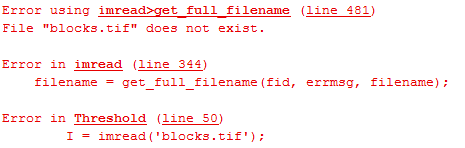 Error using imread>get_full_filename (line 481)
File "blocks.tif" does not exist.
Error in imread (line 344)
filename = get_full_filename(fid, errmsg, filename);
Error in Threshold (line 50)
I = imread('blocks.tif');